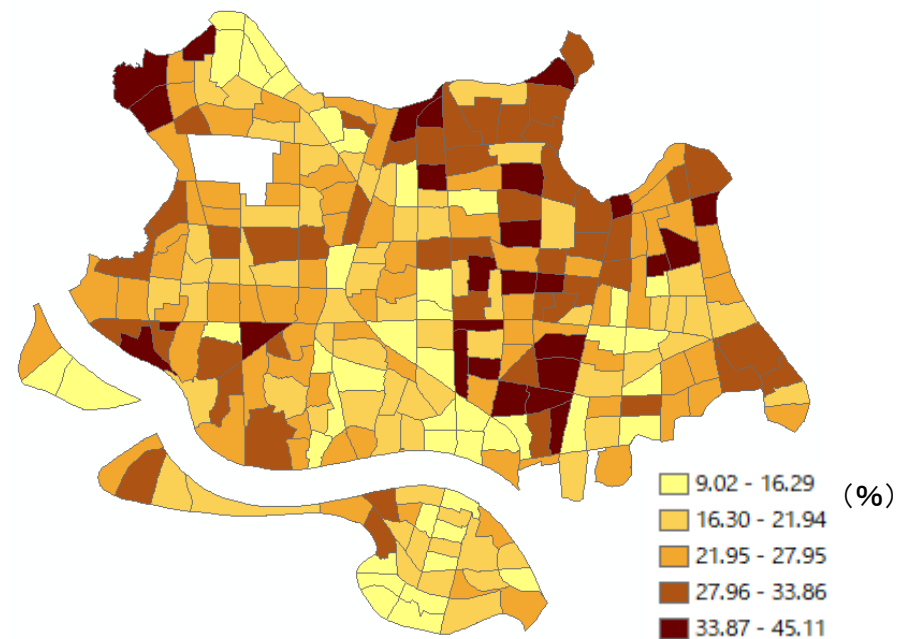 9.02 - 16.29
(%)
16.30 - 21.94
21.95 - 27.95
27.96 - 33.86
33.87 - 45.11